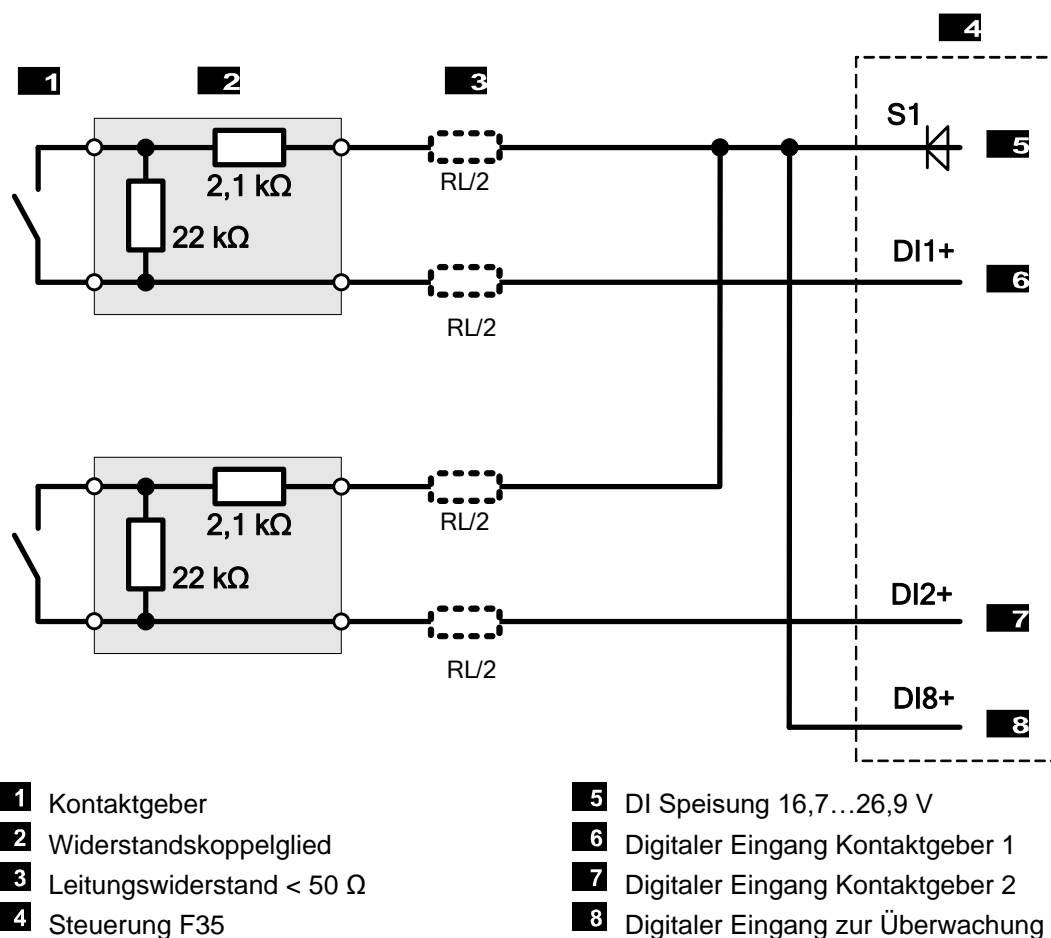 4
1 2 3
S1
5
2,1 kΩ
RL/2
22 kΩ
DI1+
6
RL/2
2,1 kΩ
RL/2
22 kΩ
DI2+
7
RL/2
DI8+
8
1 Kontaktgeber
2 Widerstandskoppelglied
3 Leitungswiderstand < 50 Ω
4 Steuerung F35
5 DI Speisung 16,7…26,9 V
6 Digitaler Eingang Kontaktgeber 1
7 Digitaler Eingang Kontaktgeber 2
8 Digitaler Eingang zur Überwachung